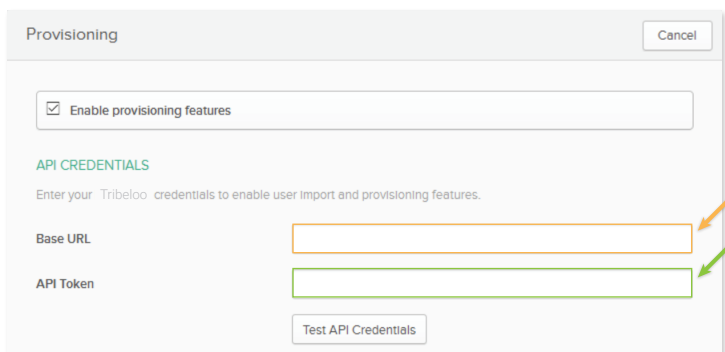 Provisioning
Cancel
Enable provisioning features
API CREDENTIALS
Enter your Tribeloo credentials to enable user import and provisioning features.
Base URL
API Token
Test API Credentials